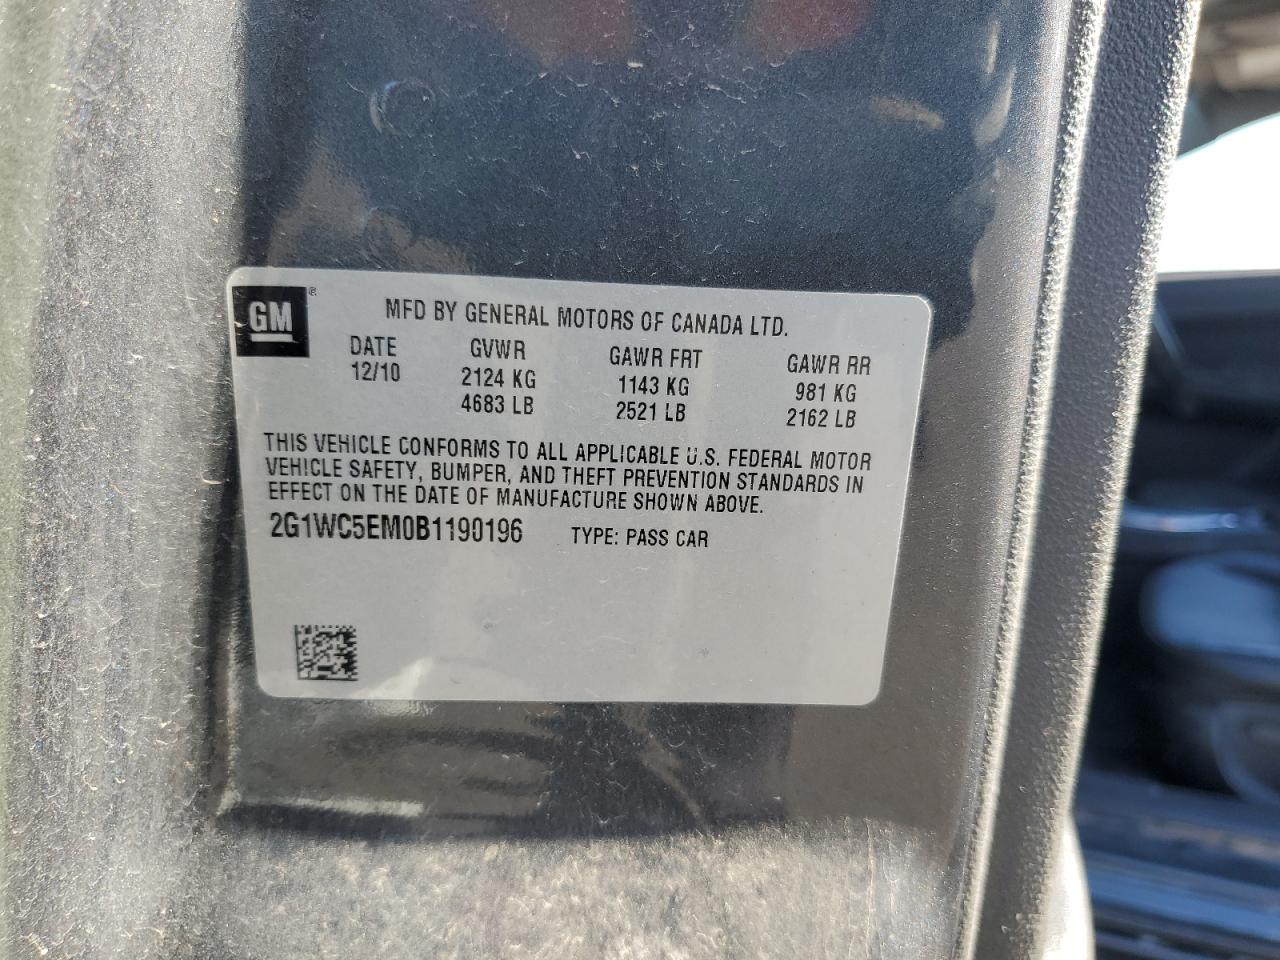 GM®
MFD BY GENERAL MOTORS OF CANADA LTD.
DATE GVWR GAWR FRT GAWR RR
12/10 2124 KG 1143 KG 981 KG
4683 LB 2521 LB 2162 LB
THIS VEHICLE CONFORMS TO ALL APPLICABLE U.S. FEDERAL MOTOR
VEHICLE SAFETY, BUMPER, AND THEFT PREVENTION STANDARDS IN
EFFECT ON THE DATE OF MANUFACTURE SHOWN ABOVE.
2G1WC5EM0B1190196 TYPE: PASS CAR